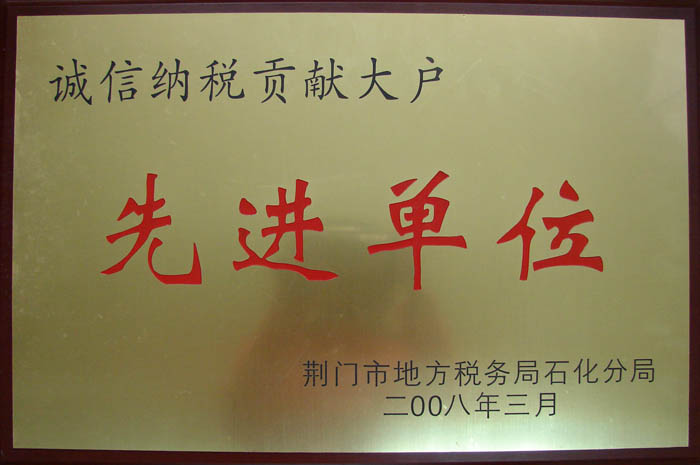 诚信纳税贡献大户
先进单位
荆门市地方税务局石化分局
二00八年三月